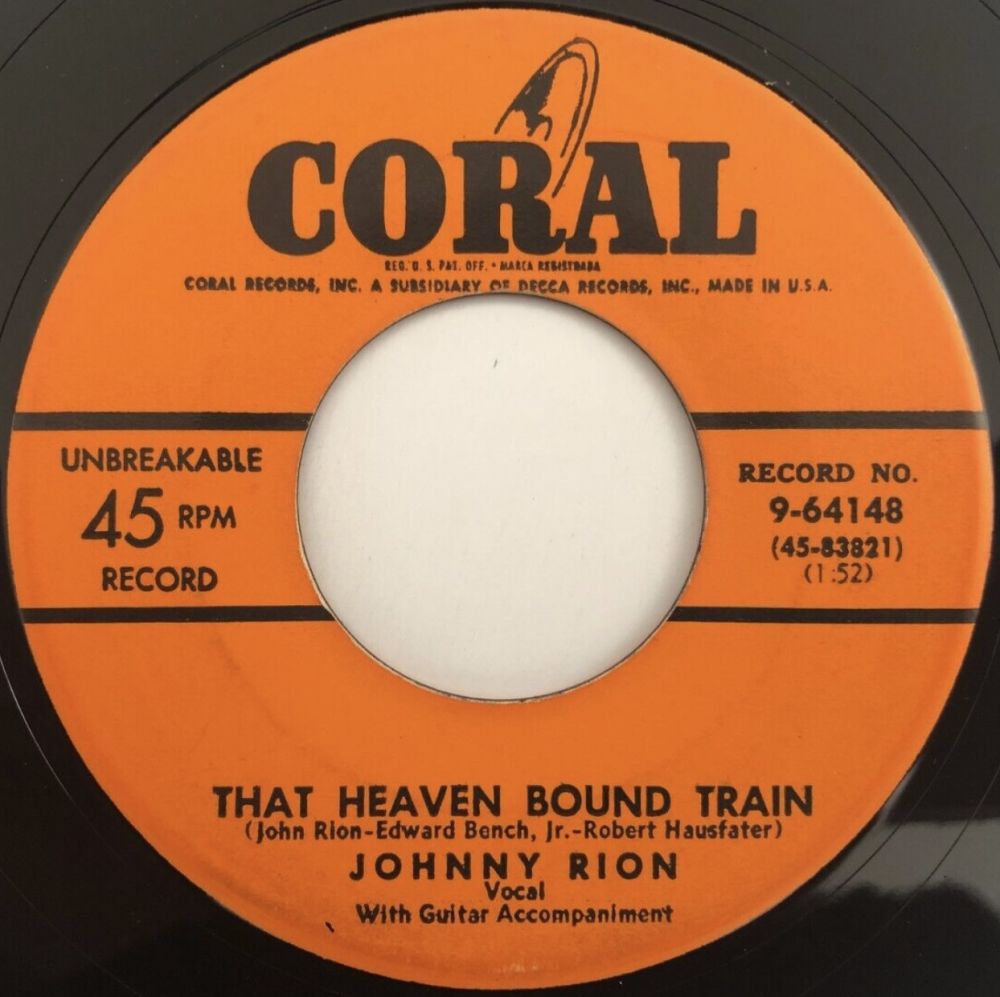 CORAL
REG. U. S. PAT. OFF. • MARCA REGISTRADA
CORAL RECORDS, INC. A SUBSIDIARY OF DECCA RECORDS, INC., MADE IN U.S.A.
UNBREAKABLE
45 RPM
RECORD
RECORD NO.
9-64148
(45-83821)
(1:52)
THAT HEAVEN BOUND TRAIN
(John Rion-Edward Bench, Jr.-Robert Hausfater)
JOHNNY RION
Vocal
With Guitar Accompaniment